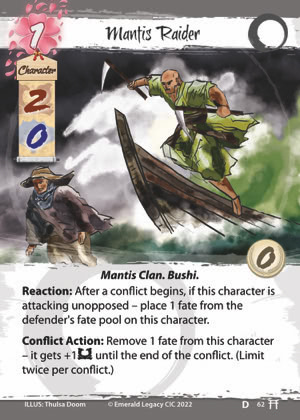 1
Mantis Raider
Character
2
0
0
Mantis Clan. Bushi.
Reaction: After a conflict begins, if this character is
attacking unopposed – place 1 fate from the
defender's fate pool on this character.
Conflict Action: Remove 1 fate from this character
– it gets +1 until the end of the conflict. (Limit
twice per conflict.)
ILLUS: Thulsa Doom © Emerald Legacy CIC 2022 D 62